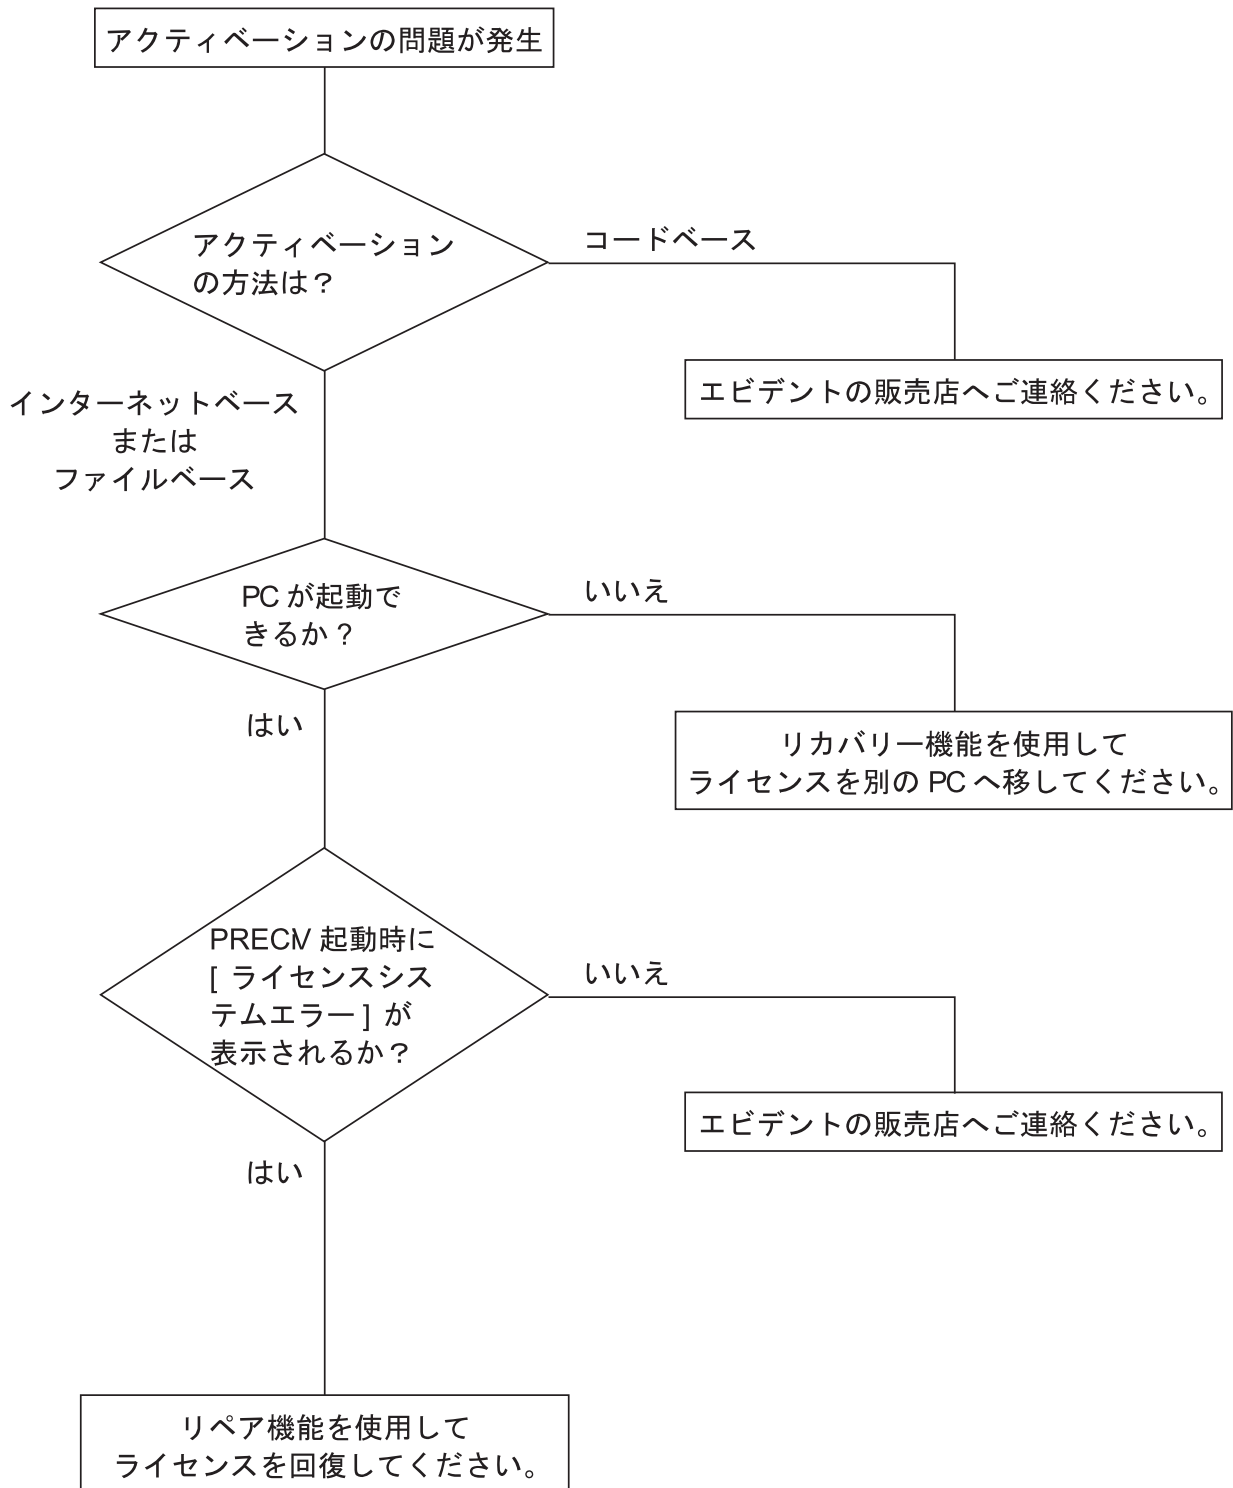 アクティベーションの問題が発生
アクティベーション
の方法は？
コードベース
エビデントの販売店へご連絡ください。
インターネットベース
または
ファイルベース
PC が起動で
きるか？
いいえ
はい
リカバリー機能を使用して
ライセンスを別の PC へ移してください。
PRECiV 起動時に
[ ライセンスシス
テムエラー ] が
表示されるか？
いいえ
エビデントの販売店へご連絡ください。
はい
リペア機能を使用して
ライセンスを回復してください。